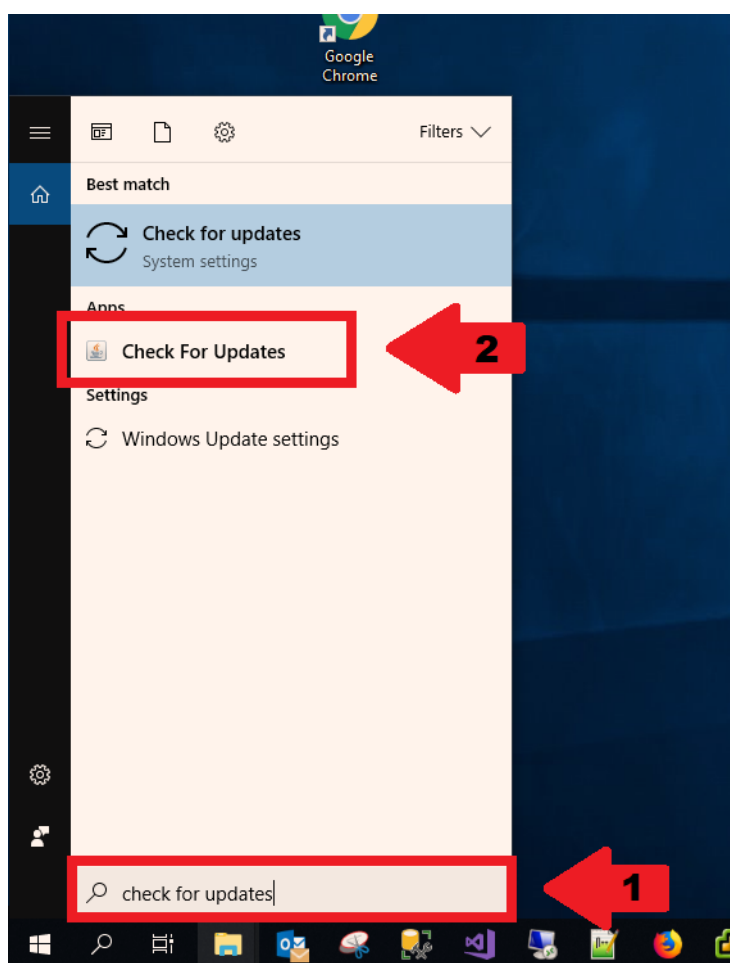 Google
Chrome
Filters
Best match
Check for updates
System settings
Apps
Check For Updates
2
Settings
Windows Update settings
check for updates
1